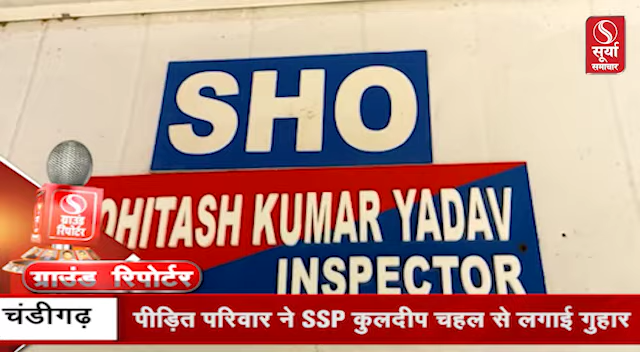 सूर्या
समाचार
SHO
OHITASH KUMAR YADAV
INSPECTOR
ग्राउंड
रिपोर्टर
ग्राउंड रिपोर्टर
चंडीगढ़
पीड़ित परिवार ने SSP कुलदीप चहल से लगाई गुहार